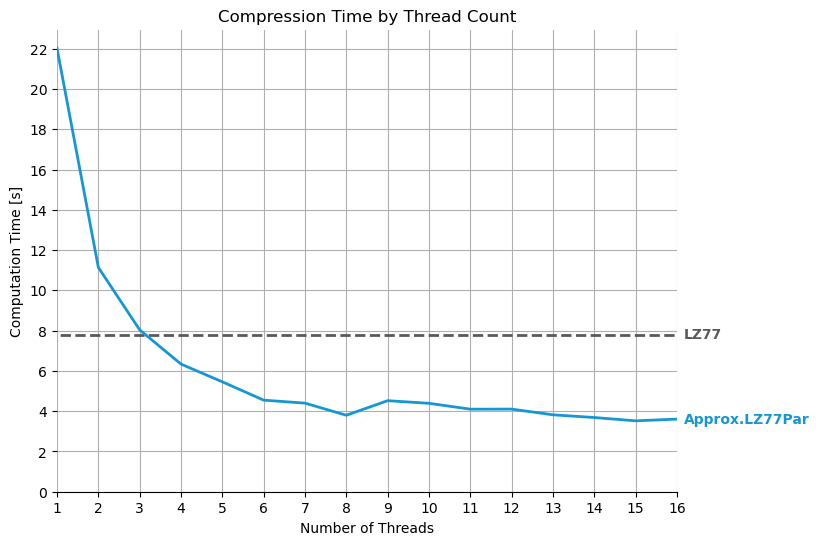 Compression Time by Thread Count
Computation Time [s]
22
20
18
16
14
12
10
8
6
4
2
0
LZ77
Approx.LZ77Par
1 2 3 4 5 6 7 8 9 10 11 12 13 14 15 16
Number of Threads